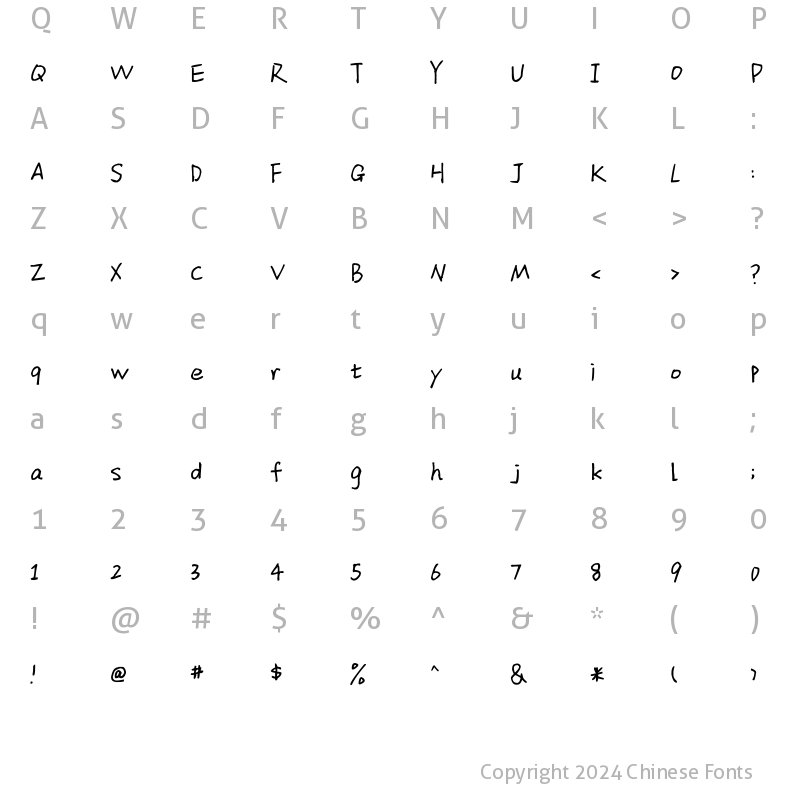 Q W E R T Y U I O P
Q W E R T Y U I O P
A S D F G H J K L :
A S D F G H J K L :
Z X C V B N M < > ?
Z X C V B N M < > ?
q w e r t y u i o p
q w e r t y u i o p
a s d f g h j k l ;
a s d f g h j k l ;
1 2 3 4 5 6 7 8 9 0
1 2 3 4 5 6 7 8 9 0
! @ # $ % ^ & * ( )
! @ # $ % ^ & * ( )
Copyright 2024 Chinese Fonts